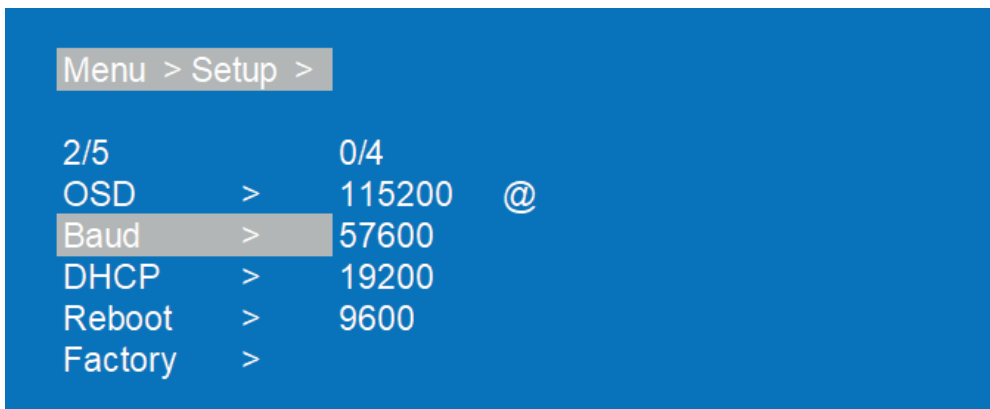 Menu > Setup >
2/5 0/4
OSD > 115200 @
Baud > 57600
DHCP > 19200
Reboot > 9600
Factory >